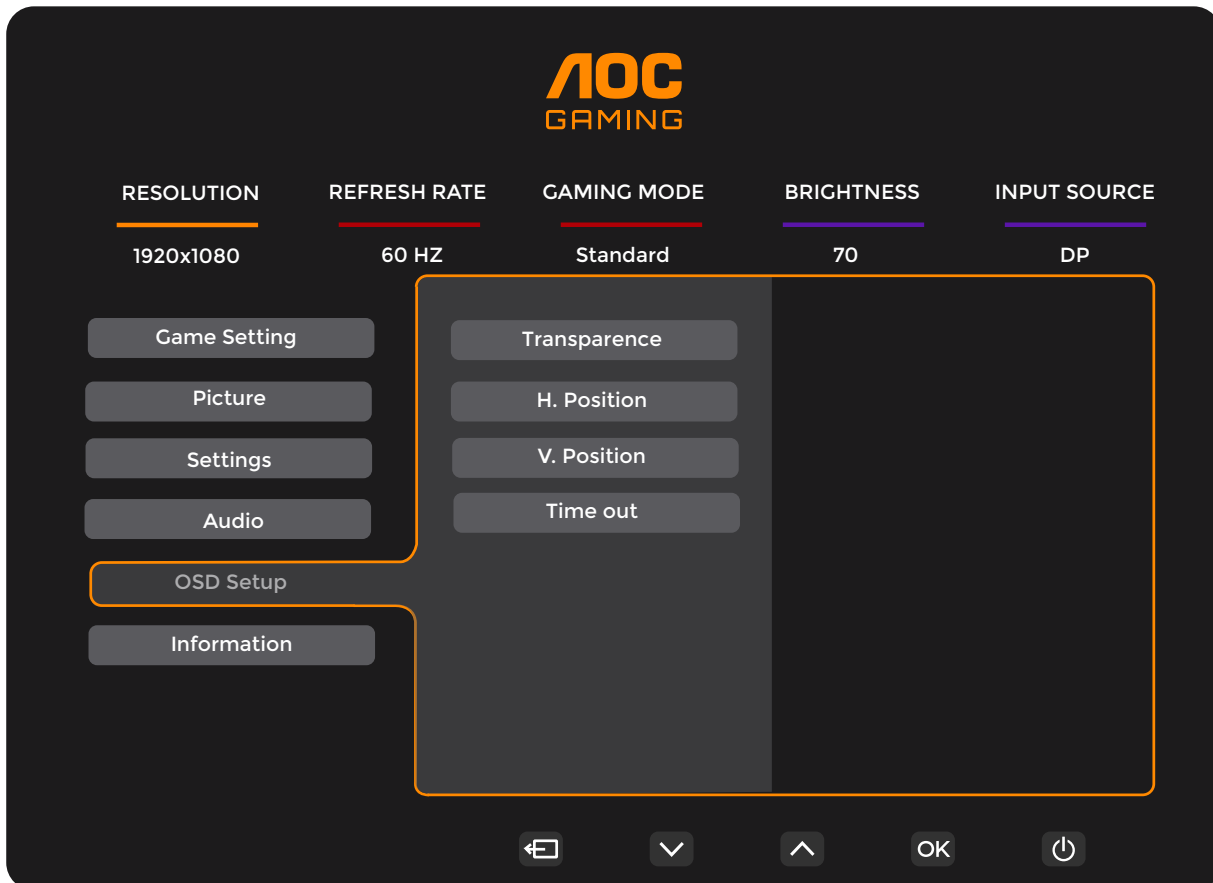 AOC
GAMING
RESOLUTION REFRESH RATE GAMING MODE BRIGHTNESS INPUT SOURCE
1920x1080 60 HZ Standard 70 DP
Game Setting Transparence
Picture H. Position
Settings V. Position
Audio Time out
OSD Setup
Information
OK